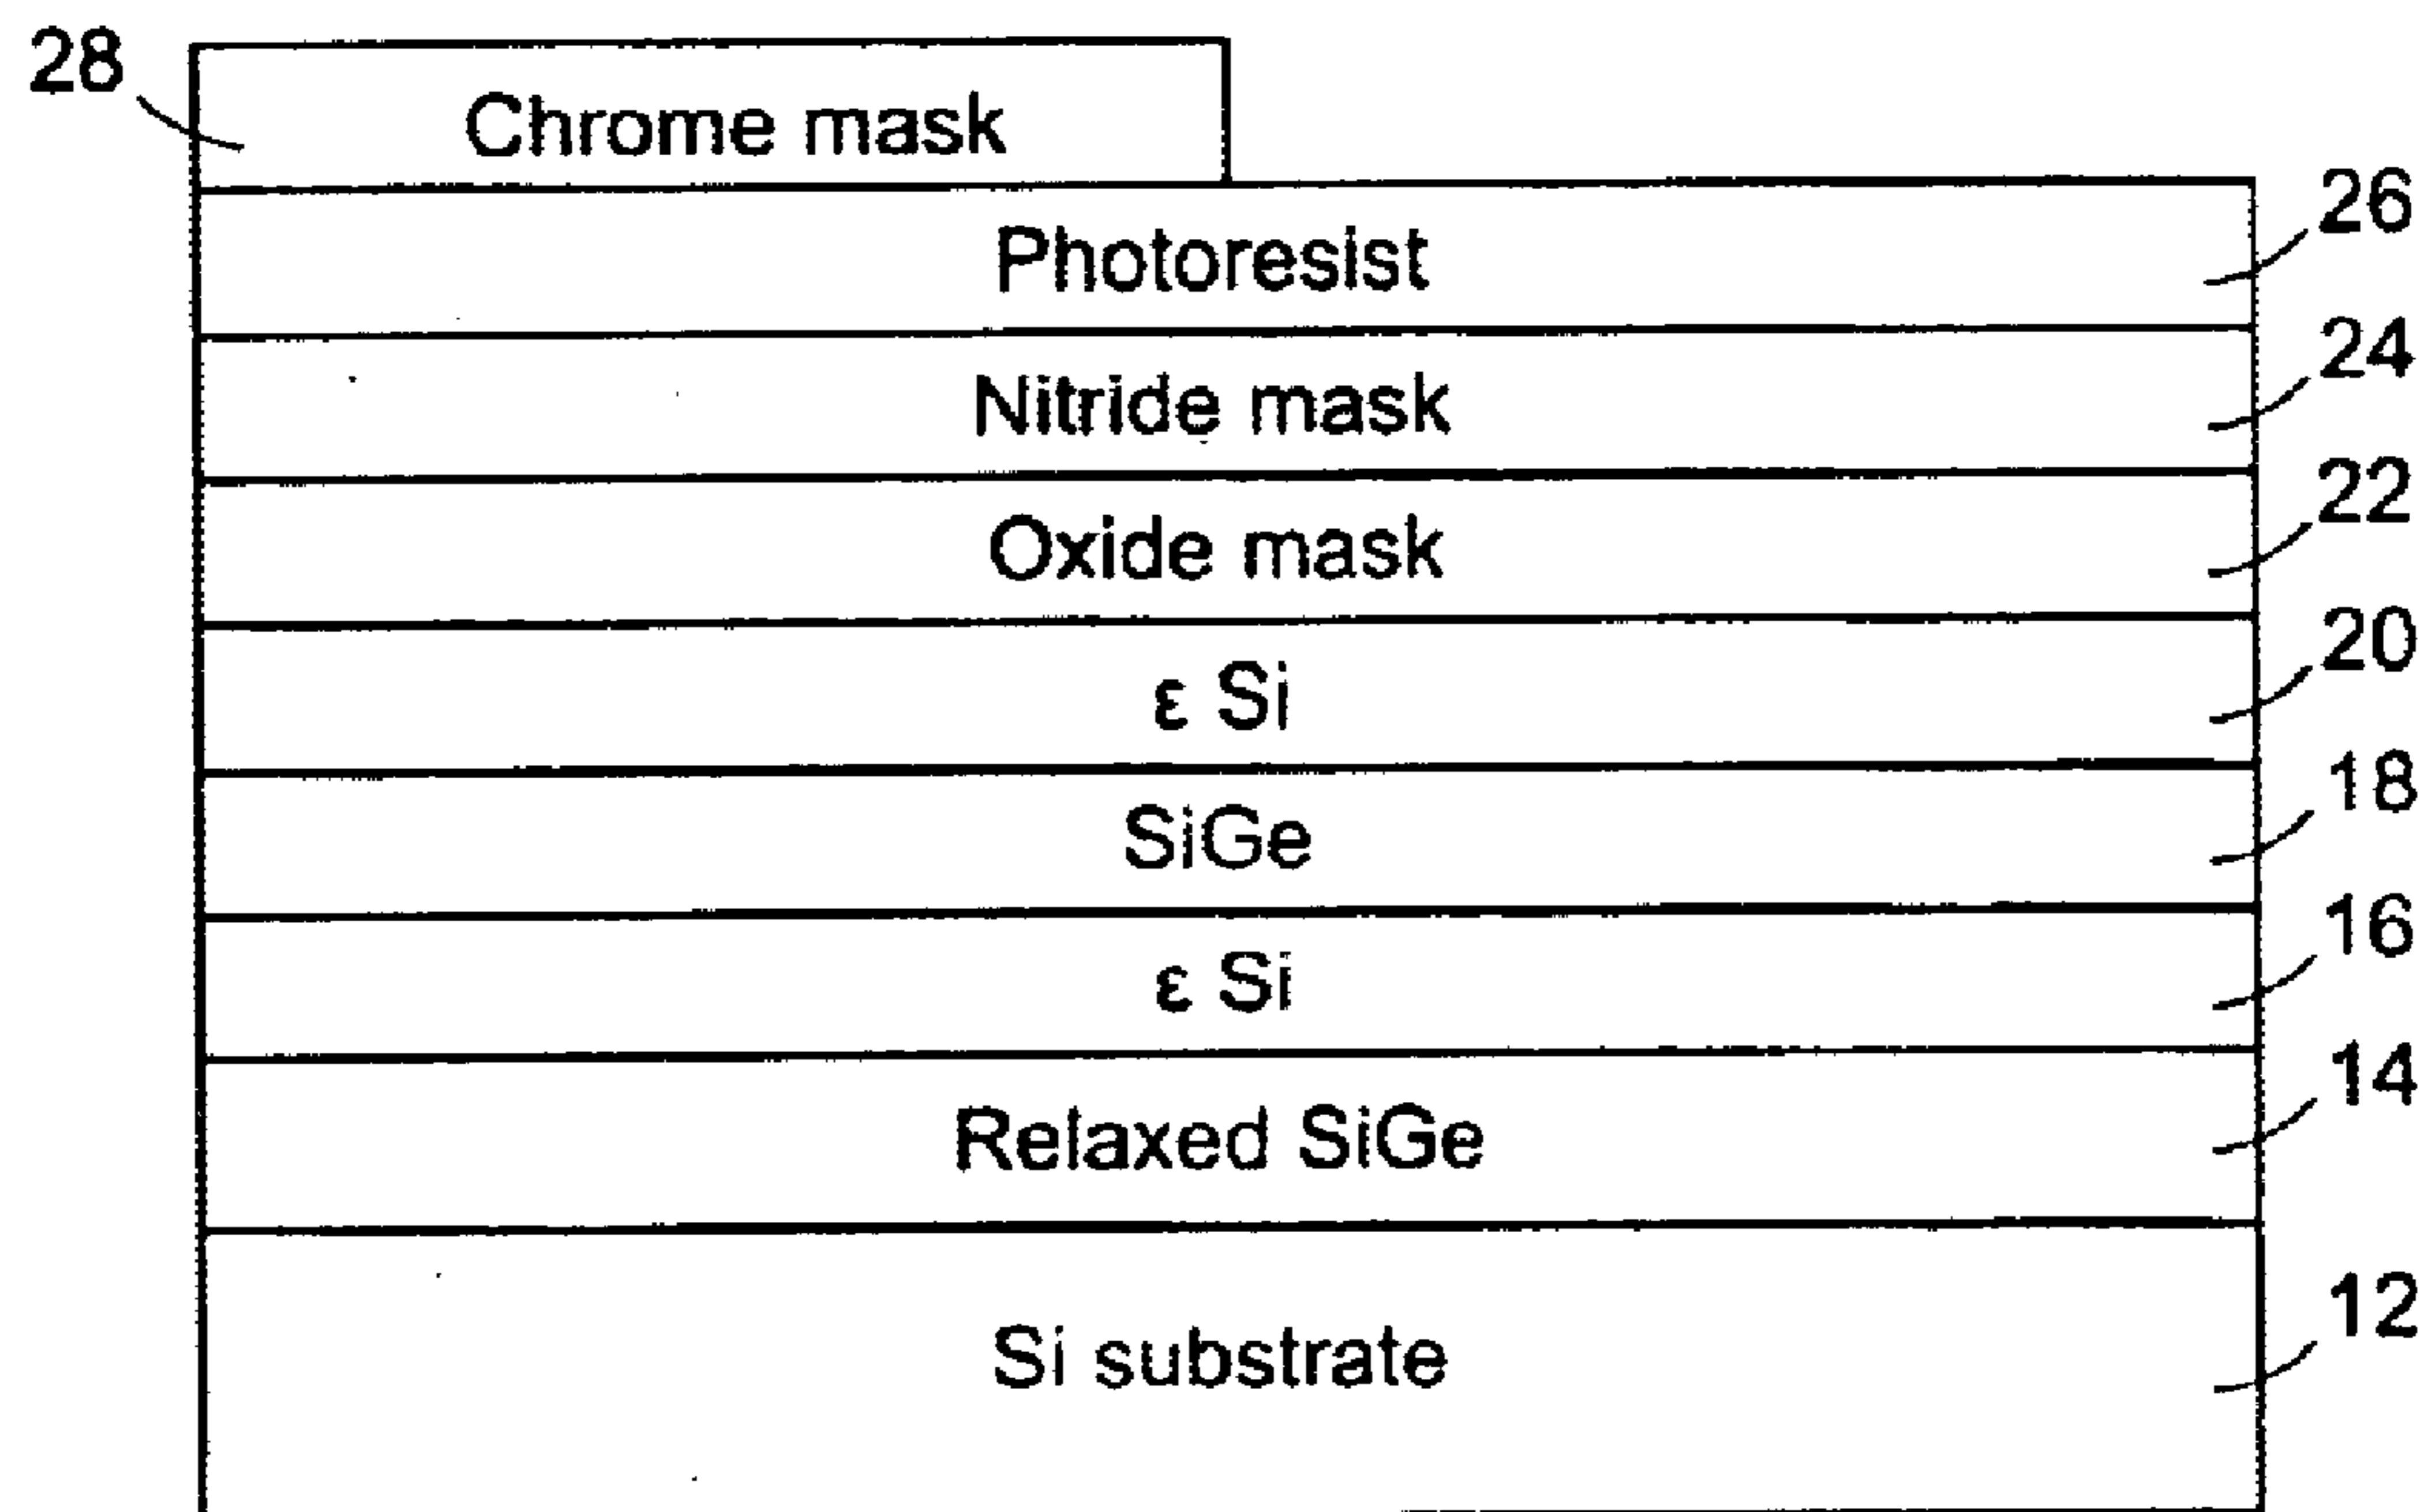 28
Chrome mask
26
Photoresist
24
Nitride mask
22
Oxide mask
20
ε Si
18
SiGe
16
ε Si
14
Relaxed SiGe
12
Si substrate